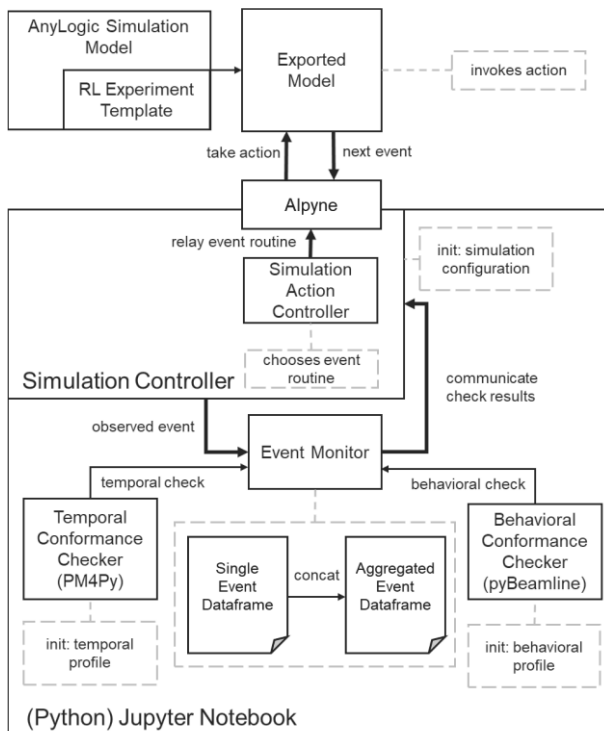 AnyLogic Simulation
Model
RL Experiment
Template
Exported
Model
invokes action
take action
next event
Alpyne
relay event routine
Simulation
Action
Controller
init: simulation
configuration
chooses event
routine
Simulation Controller
communicate
check results
observed event
Event Monitor
temporal check
behavioral check
Temporal
Conformance
Checker
(PM4Py)
Single
Event
Dataframe
concat
Aggregated
Event
Dataframe
Behavioral
Conformance
Checker
(pyBeamline)
init: temporal
profile
init: behavioral
profile
(Python) Jupyter Notebook